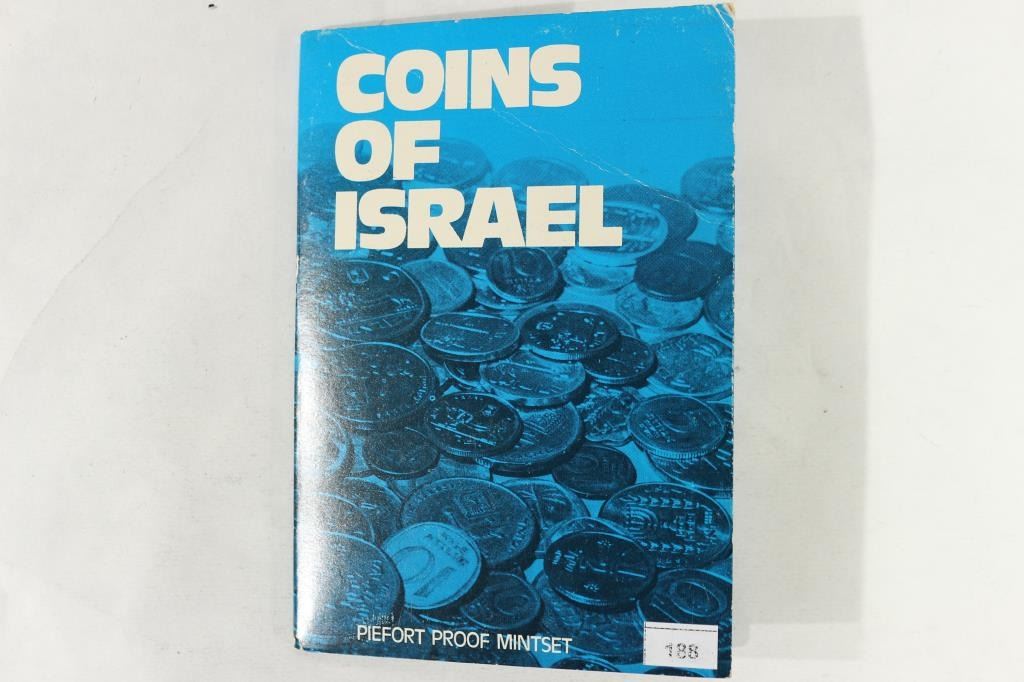 COINS
OF
ISRAEL
PIEFORT PROOF MINTSET
188